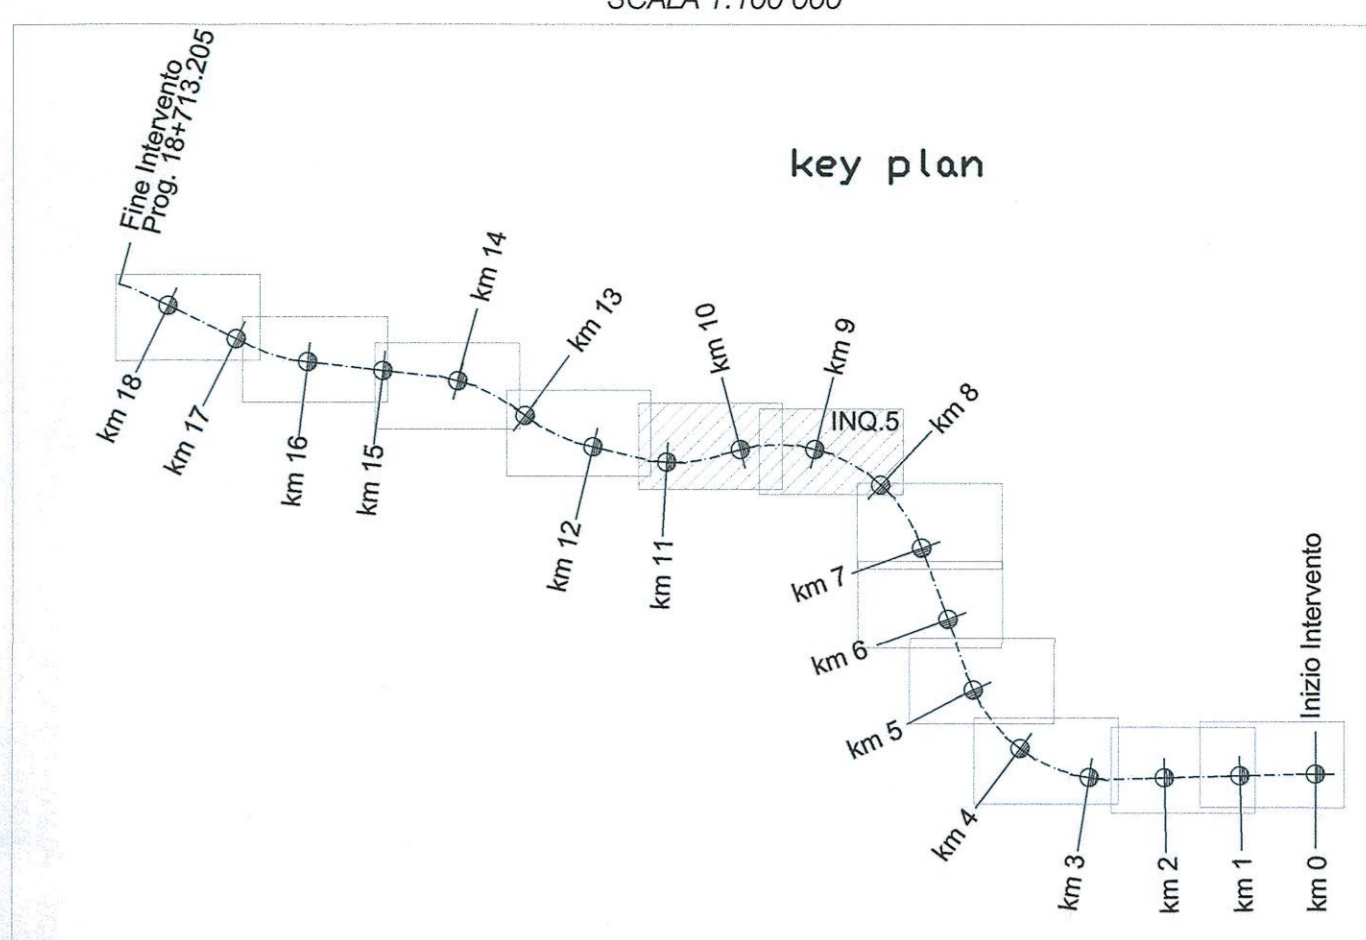 SCALA 1:100 000
Fine Intervento
Prog. 18+713.205
key plan
km 14
km 13
km 10
km 9
INQ.5
km 8
km 18
km 17
km 16
km 15
km 12
km 11
km 7
km 6
km 5
Inizio Intervento
km 4
km 3
km 2
km 1
km 0